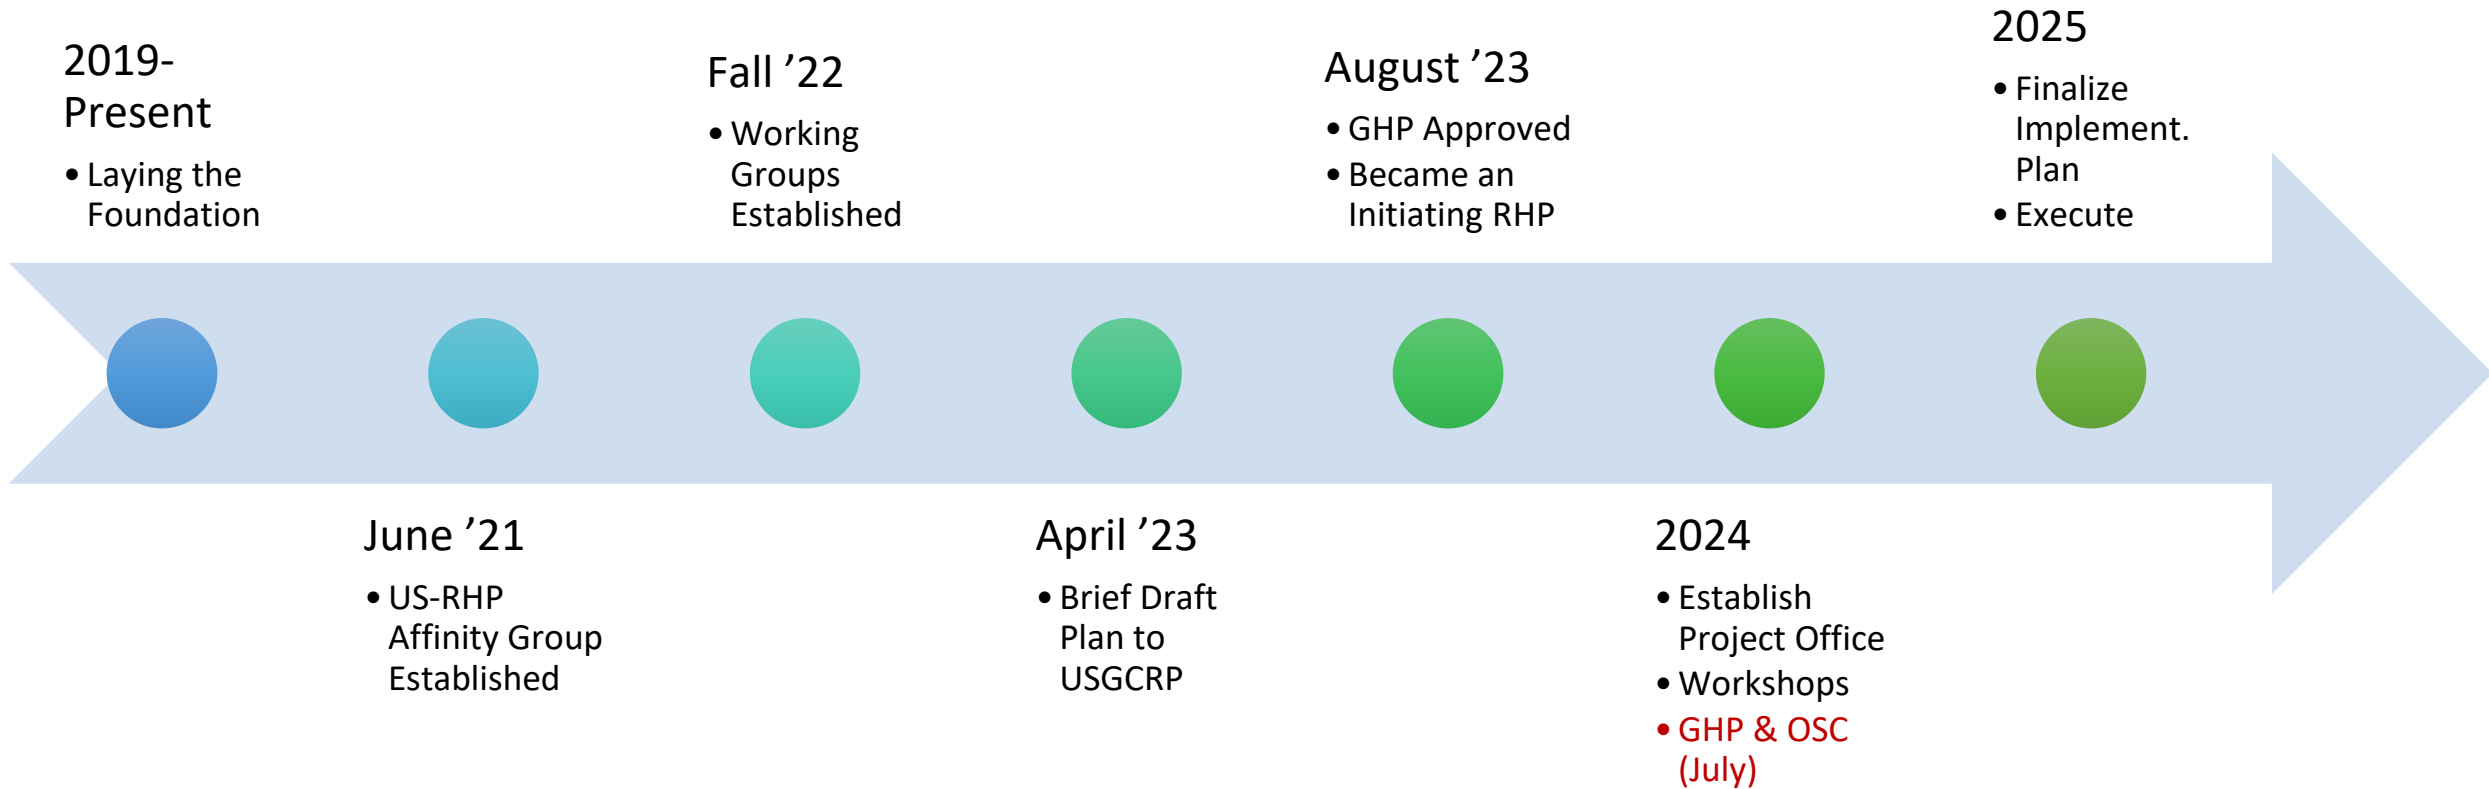 2019-
Present
• Laying the
Foundation
June ’21
• US-RHP
Affinity Group
Established
Fall ’22
• Working
Groups
Established
April ’23
• Brief Draft
Plan to
USGCRP
August ’23
• GHP Approved
• Became an
Initiating RHP
2024
• Establish
Project Office
• Workshops
• GHP & OSC
(July)
2025
• Finalize
Implement.
Plan
• Execute